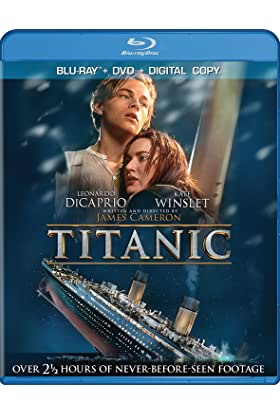 Blu-ray Disc
BLU-RAY™ + DVD + DIGITAL COPY
LEONARDO KATE
DICAPRIO WINSLET
WRITTEN AND DIRECTED BY
JAMES CAMERON
TITANIC
OVER 2½ HOURS OF NEVER-BEFORE-SEEN FOOTAGE